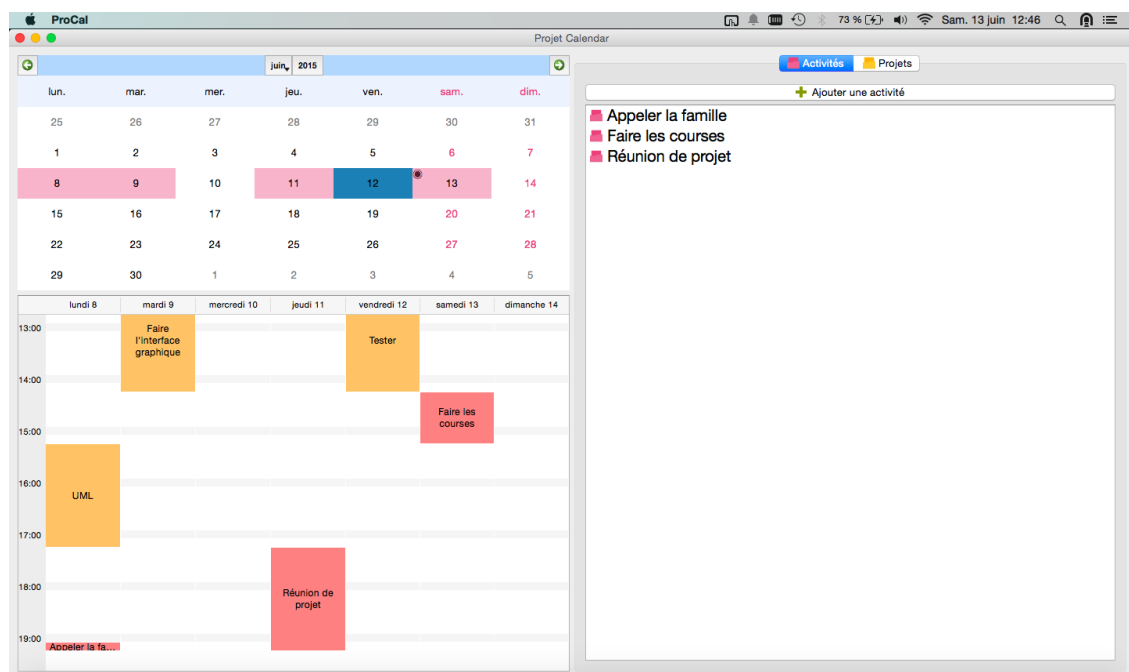 ProCal
73 %
Sam. 13 juin 12:46
Projet Calendar
juin 2015
lun. mar. mer. jeu. ven. sam. dim.
25 26 27 28 29 30 31
1 2 3 4 5 6 7
8 9 10 11 12 13 14
15 16 17 18 19 20 21
22 23 24 25 26 27 28
29 30 1 2 3 4 5
lundi 8 mardi 9 mercredi 10 jeudi 11 vendredi 12 samedi 13 dimanche 14
13:00
Faire
l'interface
graphique
Tester
14:00
Faire les
courses
15:00
16:00
UML
17:00
18:00
Réunion de
projet
19:00
Appeler la fa...
Activités Projets
Ajouter une activité
Appeler la famille
Faire les courses
Réunion de projet